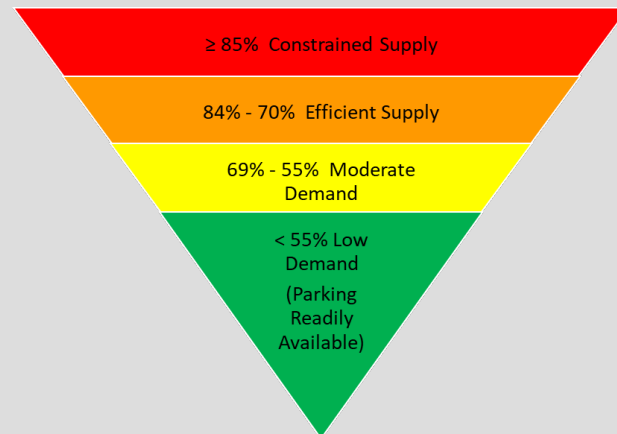 ≥ 85% Constrained Supply
84% - 70% Efficient Supply
69% - 55% Moderate
Demand
< 55% Low
Demand
(Parking
Readily
Available)